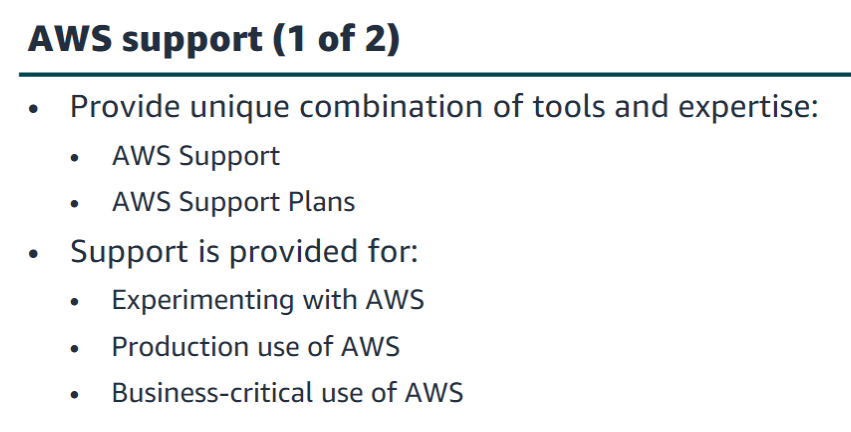 AWS support (1 of 2)
• Provide unique combination of tools and expertise:
• AWS Support
• AWS Support Plans
• Support is provided for:
• Experimenting with AWS
• Production use of AWS
• Business-critical use of AWS